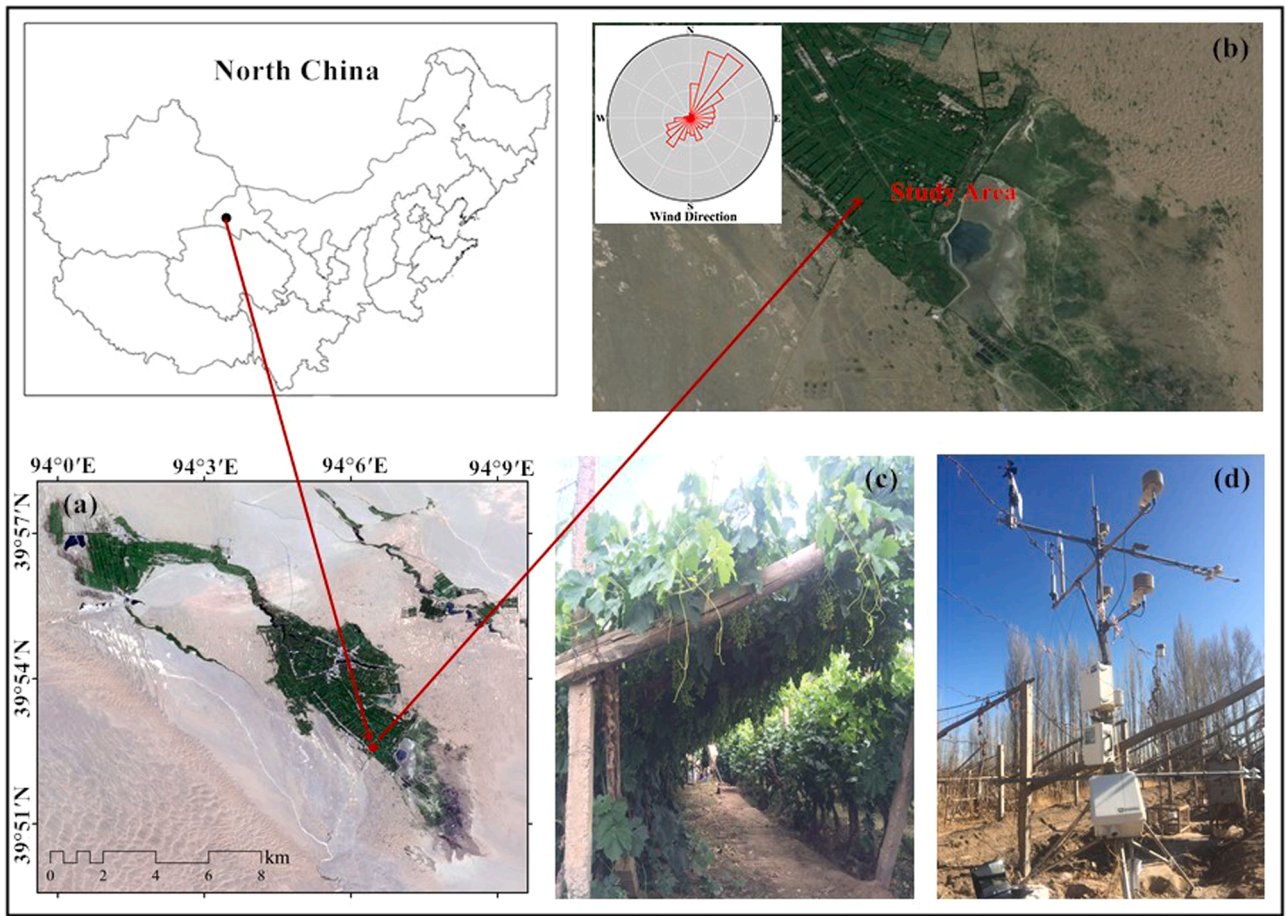 North China
(b)
N
W
E
S
Wind Direction
Study Area
94°0′E
94°3′E
94°6′E
94°9′E
(a)
39°57′N
39°54′N
39°51′N
km
0
2
4
6
8
(c)
(d)